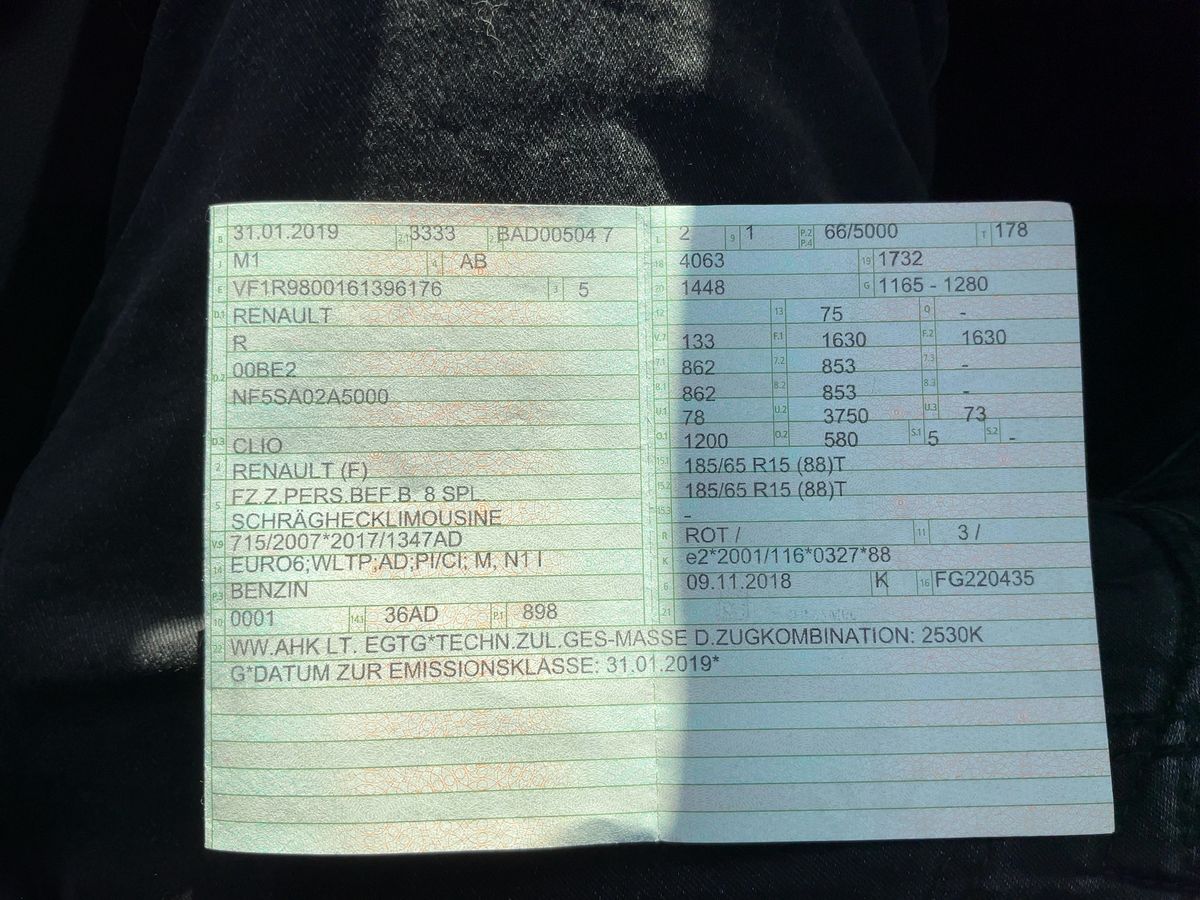 B 31.01.2019 2.1 3333 2.2 BAD00504 7
J M1 4 AB
E VF1R9800161396176 3 5
D.1 RENAULT
R
D.2 00BE2
NF5SA02A5000
D.3 CLIO
2 RENAULT (F)
5 FZ.Z.PERS.BEF.B. 8 SPL.
SCHRÄGHECKLIMOUSINE
V.9 715/2007*2017/1347AD
14 EURO6;WLTP;AD;PI/CI; M, N1 I
P.3 BENZIN
10 0001 14.1 36AD P.1 898
L 2 9 1 P.2 P.4 66/5000 T 178
18 4063 19 1732
20 1448 G 1165 - 1280
12 13 75 Q -
V.7 133 F.1 1630 F.2 1630
7.1 862 7.2 853 7.3 -
8.1 862 8.2 853 8.3 -
U.1 78 U.2 3750 U.3 73
O.1 1200 O.2 580 S.1 5 S.2 -
15.1 185/65 R15 (88)T
15.2 185/65 R15 (88)T
15.3 -
R ROT / 11 3 /
K e2*2001/116*0327*88
6 09.11.2018 K 16 FG220435
21
22 WW.AHK LT. EGTG*TECHN.ZUL.GES-MASSE D.ZUGKOMBINATION: 2530K
G*DATUM ZUR EMISSIONSKLASSE: 31.01.2019*